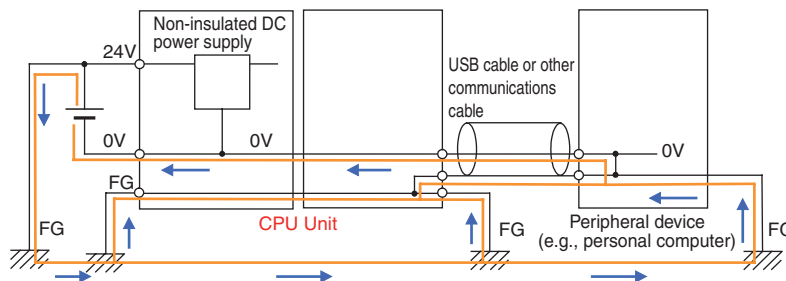 Non-insulated DC
power supply
24V
USB cable or other
communications
cable
0V
0V
0V
FG
CPU Unit
FG
FG
Peripheral device
(e.g., personal computer)